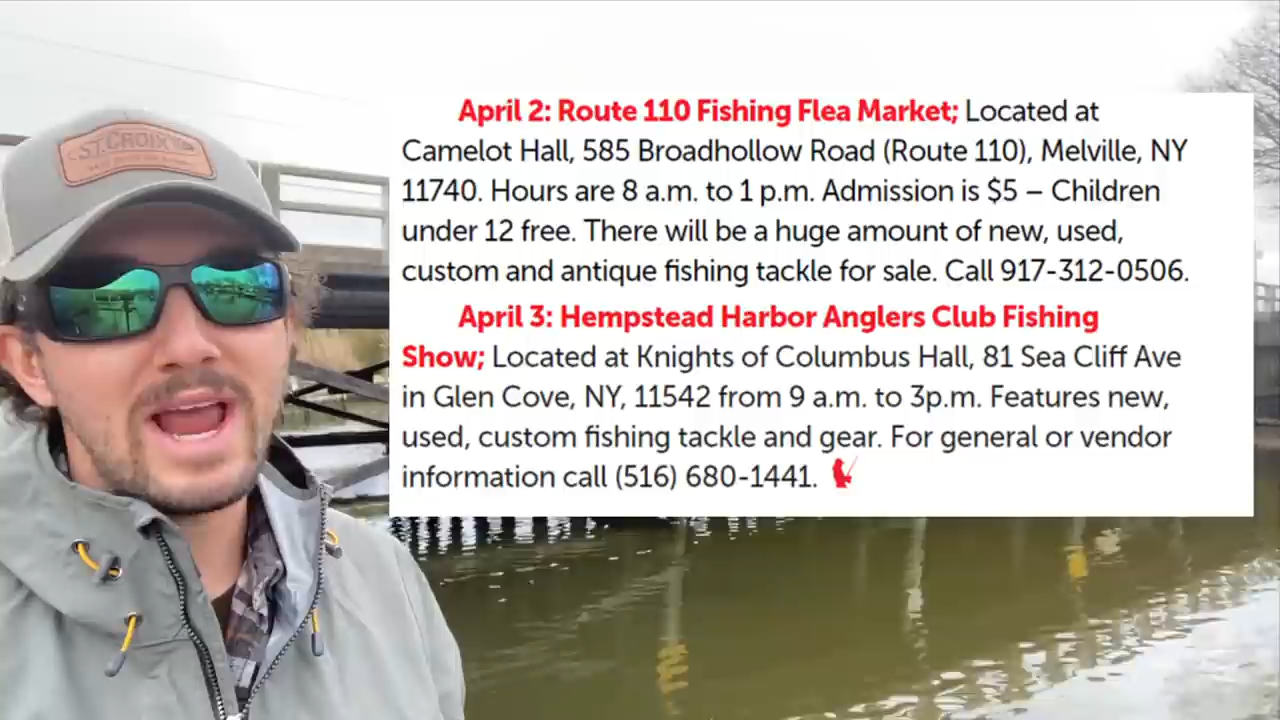 ST.CROIX
April 2: Route 110 Fishing Flea Market; Located at
Camelot Hall, 585 Broadhollow Road (Route 110), Melville, NY
11740. Hours are 8 a.m. to 1 p.m. Admission is $5 – Children
under 12 free. There will be a huge amount of new, used,
custom and antique fishing tackle for sale. Call 917-312-0506.
April 3: Hempstead Harbor Anglers Club Fishing
Show; Located at Knights of Columbus Hall, 81 Sea Cliff Ave
in Glen Cove, NY, 11542 from 9 a.m. to 3p.m. Features new,
used, custom fishing tackle and gear. For general or vendor
information call (516) 680-1441.